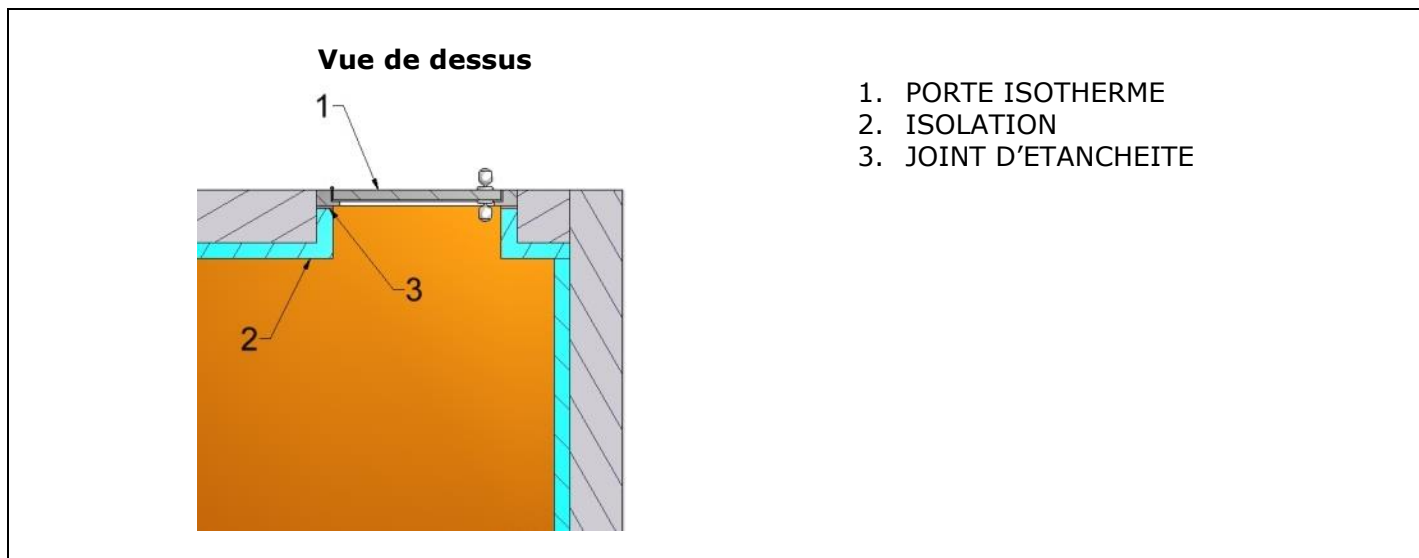 Vue de dessus
1
3
2
1. PORTE ISOTHERME
2. ISOLATION
3. JOINT D’ETANCHEITE